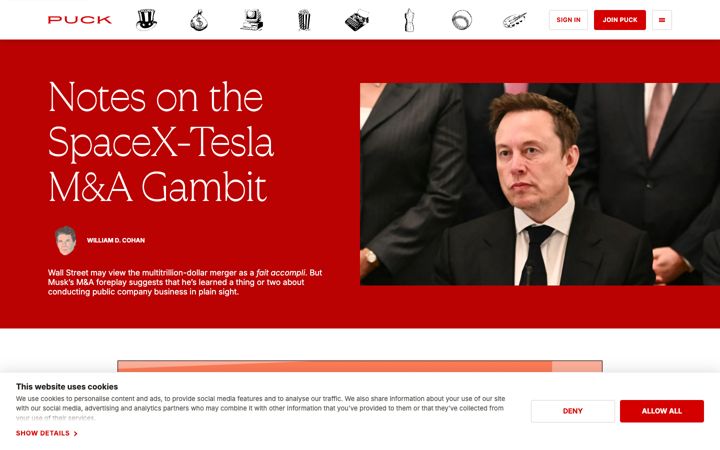 PUCK
SIGN IN
JOIN PUCK
Notes on the
SpaceX-Tesla
M&A Gambit
WILLIAM D. COHAN
Wall Street may view the multitrillion-dollar merger as a fait accompli. But
Musk's M&A foreplay suggests that he's learned a thing or two about
conducting public company business in plain sight.
This website uses cookies
We use cookies to personalise content and ads, to provide social media features and to analyse our traffic. We also share information about your use of our site
with our social media, advertising and analytics partners who may combine it with other information that you've provided to them or that they've collected from
your use of their services.
SHOW DETAILS
DENY
ALLOW ALL